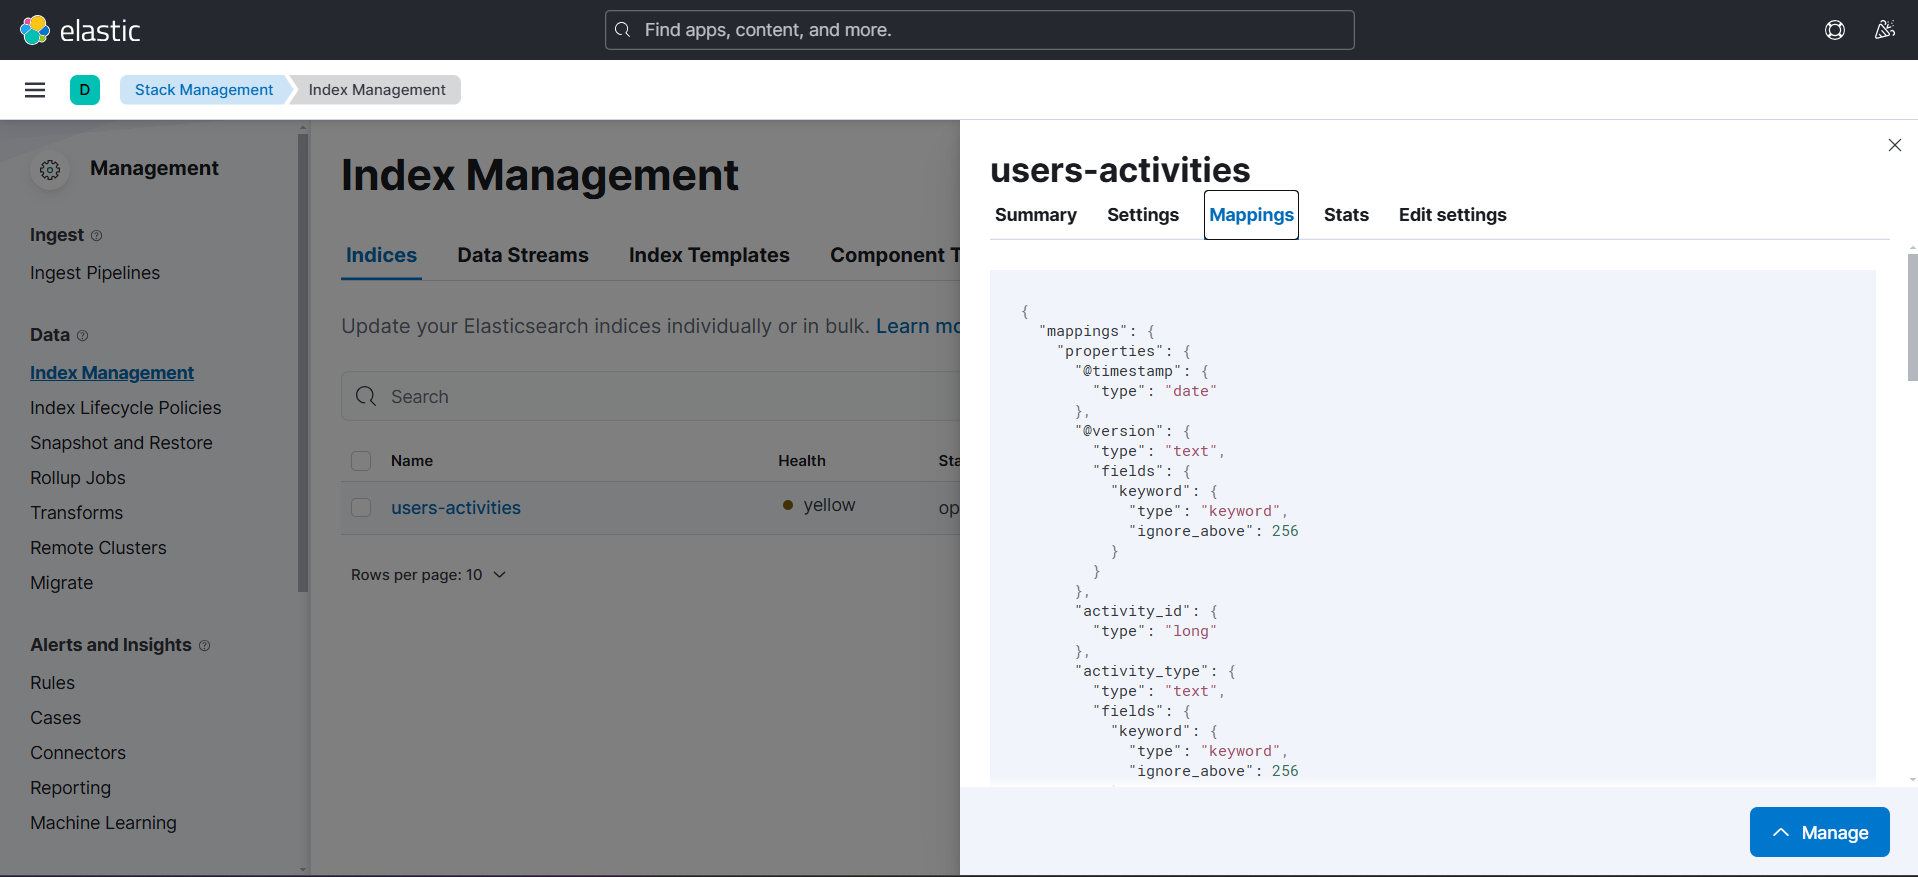 elastic
Find apps, content, and more.
D
Stack Management
Index Management
Management
Ingest
Ingest Pipelines
Data
Index Management
Index Lifecycle Policies
Snapshot and Restore
Rollup Jobs
Transforms
Remote Clusters
Migrate
Alerts and Insights
Rules
Cases
Connectors
Reporting
Machine Learning
Index Management
Indices Data Streams Index Templates Component T
Update your Elasticsearch indices individually or in bulk. Learn mo
Search
Name Health Sta
users-activities yellow op
Rows per page: 10
users-activities
Summary Settings Mappings Stats Edit settings
{
"mappings": {
"properties": {
"@timestamp": {
"type": "date"
},
"@version": {
"type": "text",
"fields": {
"keyword": {
"type": "keyword",
"ignore_above": 256
}
}
},
"activity_id": {
"type": "long"
},
"activity_type": {
"type": "text",
"fields": {
"keyword": {
"type": "keyword",
"ignore_above": 256
Manage